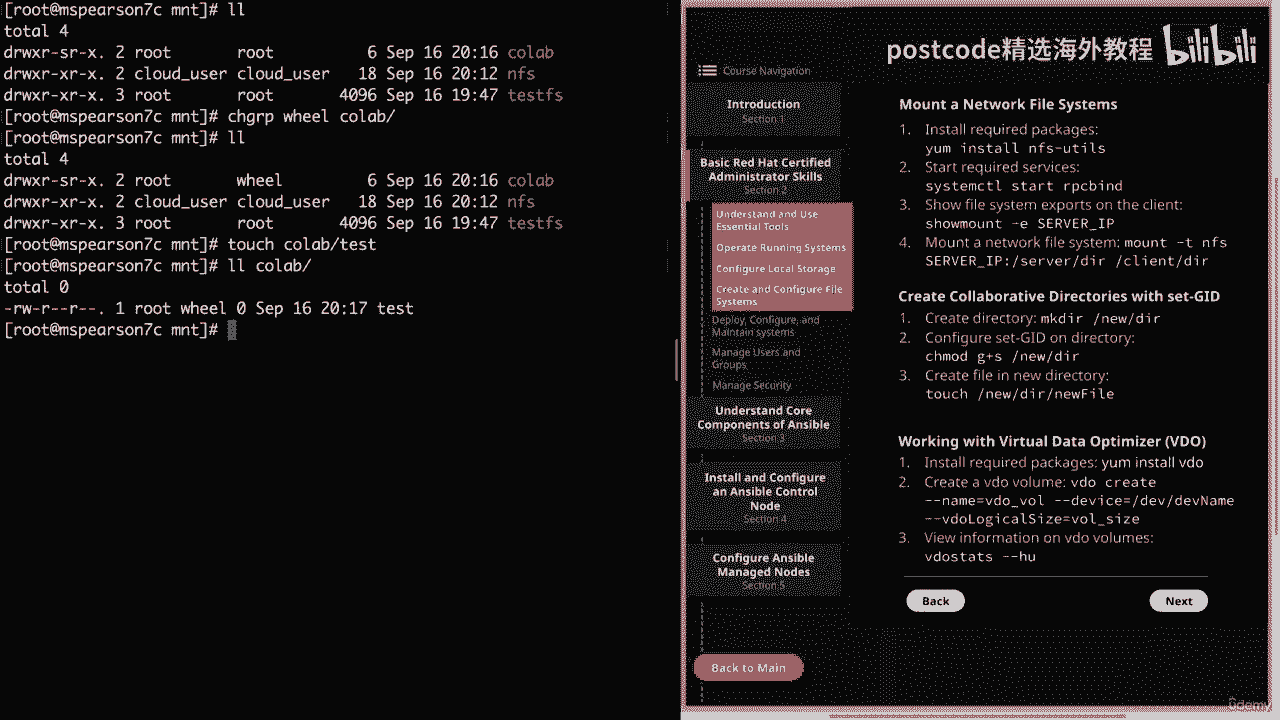 [root@mspearson7c mnt]# ll
total 4
drwxr-sr-x. 2 root       root          6 Sep 16 20:16 colab
drwxr-xr-x. 2 cloud_user cloud_user   18 Sep 16 20:12 nfs
drwxr-xr-x. 3 root       root       4096 Sep 16 19:47 testfs
[root@mspearson7c mnt]# chgrp wheel colab/
[root@mspearson7c mnt]# ll
total 4
drwxr-sr-x. 2 root       wheel         6 Sep 16 20:16 colab
drwxr-xr-x. 2 cloud_user cloud_user   18 Sep 16 20:12 nfs
drwxr-xr-x. 3 root       root       4096 Sep 16 19:47 testfs
[root@mspearson7c mnt]# touch colab/test
[root@mspearson7c mnt]# ll colab/
total 0
-rw-r--r--. 1 root wheel 0 Sep 16 20:17 test
[root@mspearson7c mnt]#
postcode精选海外教程 bilibili
Course Navigation
Introduction
Section 1
Basic Red Hat Certified
Administrator Skills
Section 2
Understand and Use
Essential Tools
Operate Running Systems
Configure Local Storage
Create and Configure File
Systems
Deploy, Configure, and
Maintain systems
Manage Users and
Groups
Manage Security
Understand Core
Components of Ansible
Section 3
Install and Configure
an Ansible Control
Node
Section 4
Configure Ansible
Managed Nodes
Section 5
Back to Main
Mount a Network File Systems
1. Install required packages:
yum install nfs-utils
2. Start required services:
systemctl start rpcbind
3. Show file system exports on the client:
showmount -e SERVER_IP
4. Mount a network file system: mount -t nfs
SERVER_IP:/server/dir /client/dir
Create Collaborative Directories with set-GID
1. Create directory: mkdir /new/dir
2. Configure set-GID on directory:
chmod g+s /new/dir
3. Create file in new directory:
touch /new/dir/newFile
Working with Virtual Data Optimizer (VDO)
1. Install required packages: yum install vdo
2. Create a vdo volume: vdo create
--name=vdo_vol --device=/dev/devName
--vdoLogicalSize=vol_size
3. View information on vdo volumes:
vdostats --hu
Back
Next
ûdemy